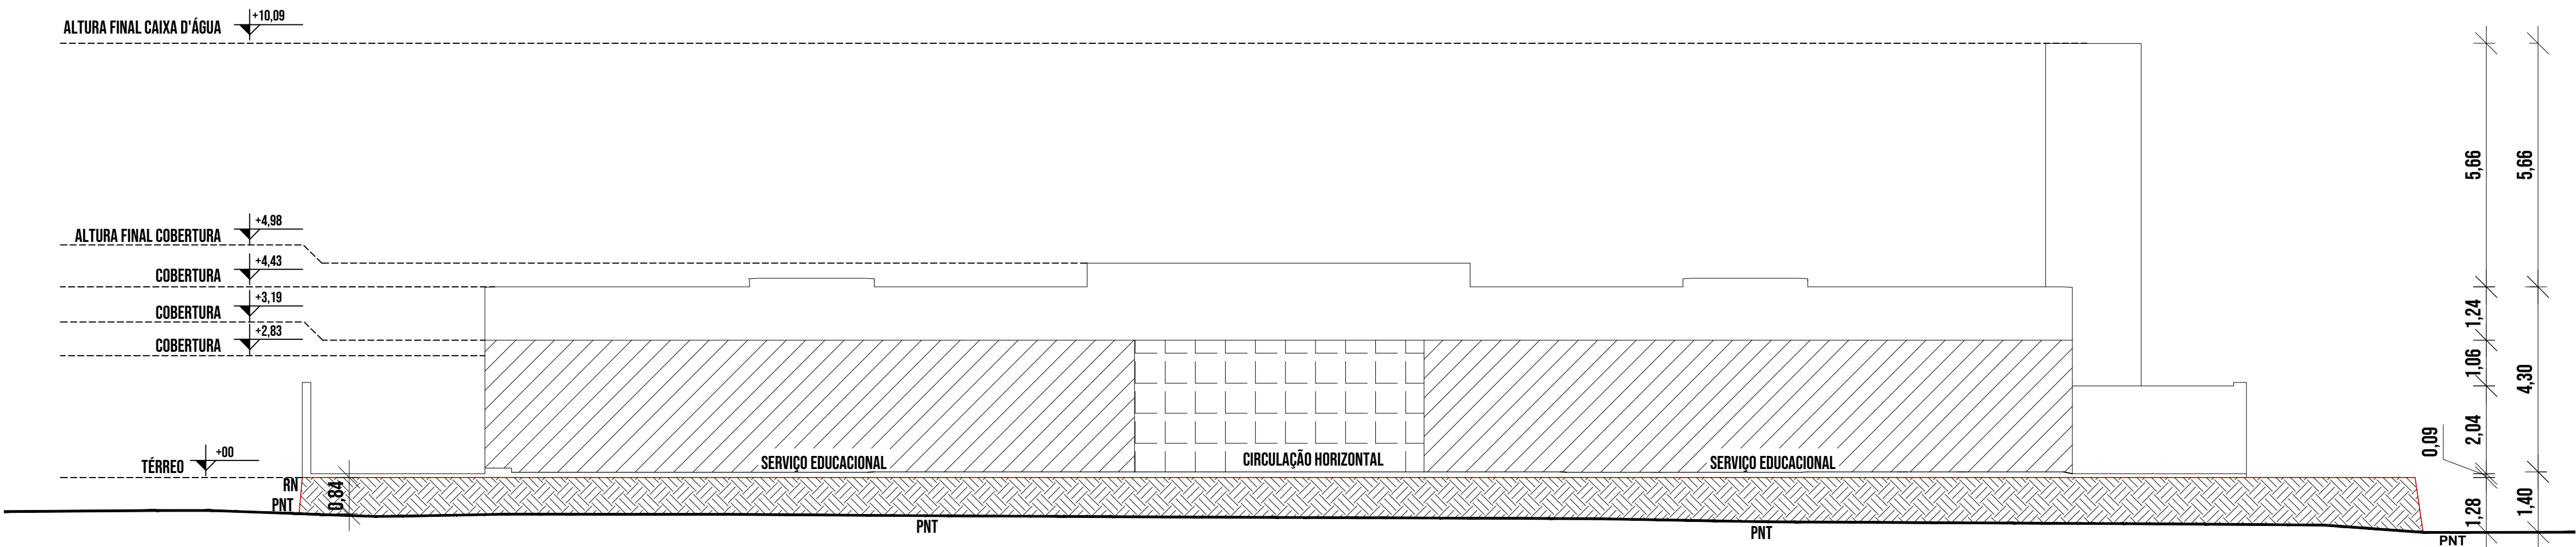 +10,09
ALTURA FINAL CAIXA D'ÁGUA
+4,98
ALTURA FINAL COBERTURA
+4,43
COBERTURA
+3,19
COBERTURA
+2,83
COBERTURA
+00
TÉRREO
RN
PNT
0,84
SERVIÇO EDUCACIONAL
CIRCULAÇÃO HORIZONTAL
SERVIÇO EDUCACIONAL
PNT
PNT
PNT
5,66
5,66
1,24
1,06
4,30
2,04
0,09
1,28
1,40